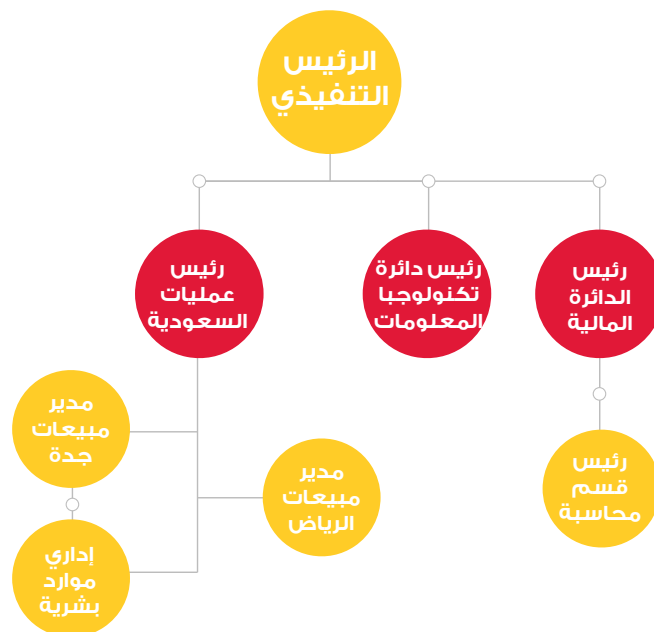 الرئيس
التنفيذي
رئيس
الدائرة
المالية
رئيس دائرة
تكنولوجبا
المعلومات
رئيس
عمليات
السعودية
مدير
مبيعات
جدة
مدير
مبيعات
الرياض
رئيس
قسم
محاسبة
إداري
موارد
بشرية